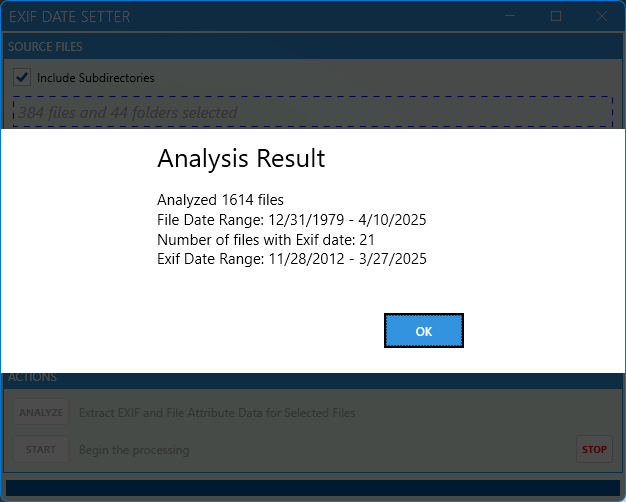 EXIF DATE SETTER
SOURCE FILES
Include Subdirectories
384 files and 44 folders selected
Analysis Result
Analyzed 1614 files
File Date Range: 12/31/1979 - 4/10/2025
Number of files with Exif date: 21
Exif Date Range: 11/28/2012 - 3/27/2025
OK
ACTIONS
ANALYZE Extract EXIF and File Attribute Data for Selected Files
START Begin the processing STOP